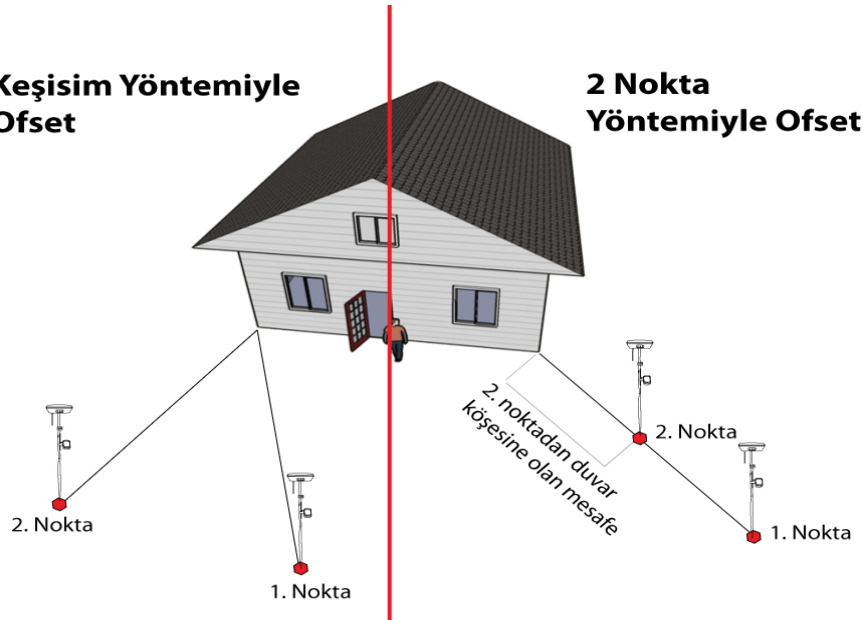 Keşisim Yöntemiyle
Ofset
2 Nokta
Yöntemiyle Ofset
2. Nokta
1. Nokta
2. noktadan duvar
köşesine olan mesafe
2. Nokta
1. Nokta